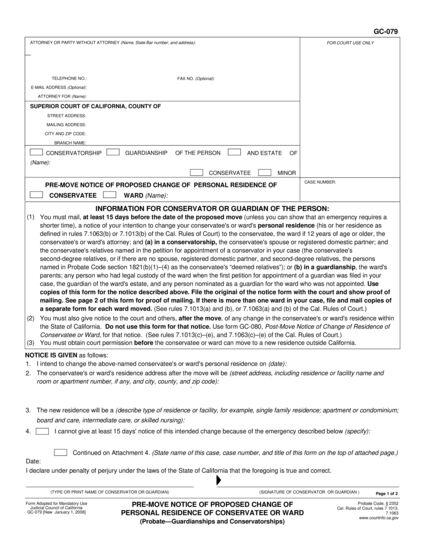 GC-079
ATTORNEY OR PARTY WITHOUT ATTORNEY (Name, State Bar number, and address):
FOR COURT USE ONLY
TELEPHONE NO.: FAX NO. (Optional):
E-MAIL ADDRESS (Optional):
ATTORNEY FOR (Name):
SUPERIOR COURT OF CALIFORNIA, COUNTY OF
STREET ADDRESS:
MAILING ADDRESS:
CITY AND ZIP CODE:
BRANCH NAME:
CONSERVATORSHIP GUARDIANSHIP OF THE PERSON AND ESTATE OF
(Name):
CONSERVATEE MINOR
PRE-MOVE NOTICE OF PROPOSED CHANGE OF PERSONAL RESIDENCE OF
CONSERVATEE WARD (Name):
CASE NUMBER:
INFORMATION FOR CONSERVATOR OR GUARDIAN OF THE PERSON:
(1) You must mail, at least 15 days before the date of the proposed move (unless you can show that an emergency requires a
shorter time), a notice of your intention to change your conservatee's or ward's personal residence (his or her residence as
defined in rules 7.1063(b) or 7.1013(b) of the Cal. Rules of Court) to the conservatee, the ward if 12 years of age or older, the
conservatee's or ward's attorney; and (a) in a conservatorship, the conservatee's spouse or registered domestic partner; and
the conservatee's relatives named in the petition for appointment of a conservator in your case (the conservatee's
second-degree relatives, or if there are no spouse, registered domestic partner, and second-degree relatives, the persons
named in Probate Code section 1821(b)(1)–(4) as the conservatee's "deemed relatives"); or (b) in a guardianship, the ward's
parents; any person who had legal custody of the ward when the first petition for appointment of a guardian was filed in your
case, the guardian of the ward's estate, and any person nominated as a guardian for the ward who was not appointed. Use
copies of this form for the notice described above. File the original of the notice form with the court and show proof of
mailing. See page 2 of this form for proof of mailing. If there is more than one ward in your case, file and mail copies of
a separate form for each ward moved. (See rules 7.1013(a) and (b), or 7.1063(a) and (b) of the Cal. Rules of Court.)
(2) You must also give notice to the court and others, after the move, of any change in the conservatee's or ward's residence within
the State of California. Do not use this form for that notice. Use form GC-080, Post-Move Notice of Change of Residence of
Conservatee or Ward, for that notice. (See rules 7.1013(c)–(e), and 7.1063(c)–(e) of the Cal. Rules of Court.)
(3) You must obtain court permission before the conservatee or ward can move to a new residence outside California.
NOTICE IS GIVEN as follows:
1. I intend to change the above-named conservatee's or ward's personal residence on (date):
2. The conservatee's or ward's residence address after the move will be (street address, including residence or facility name and
room or apartment number, if any, and city, county, and zip code):
3. The new residence will be a (describe type of residence or facility, for example, single family residence; apartment or condominium;
board and care, intermediate care, or skilled nursing):
4. I cannot give at least 15 days' notice of this intended change because of the emergency described below (specify):
Continued on Attachment 4. (State name of this case, case number, and title of this form on the top of attached page.)
Date:
I declare under penalty of perjury under the laws of the State of California that the foregoing is true and correct.
(TYPE OR PRINT NAME OF CONSERVATOR OR GUARDIAN) (SIGNATURE OF CONSERVATOR OR GUARDIAN )
Page 1 of 2
Form Adopted for Mandatory Use
Judicial Council of California
GC-079 [New January 1, 2008]
PRE-MOVE NOTICE OF PROPOSED CHANGE OF
PERSONAL RESIDENCE OF CONSERVATEE OR WARD
(Probate—Guardianships and Conservatorships)
Probate Code, § 2352
Cal. Rules of Court, rules 7.1013,
7.1063
www.courtinfo.ca.gov